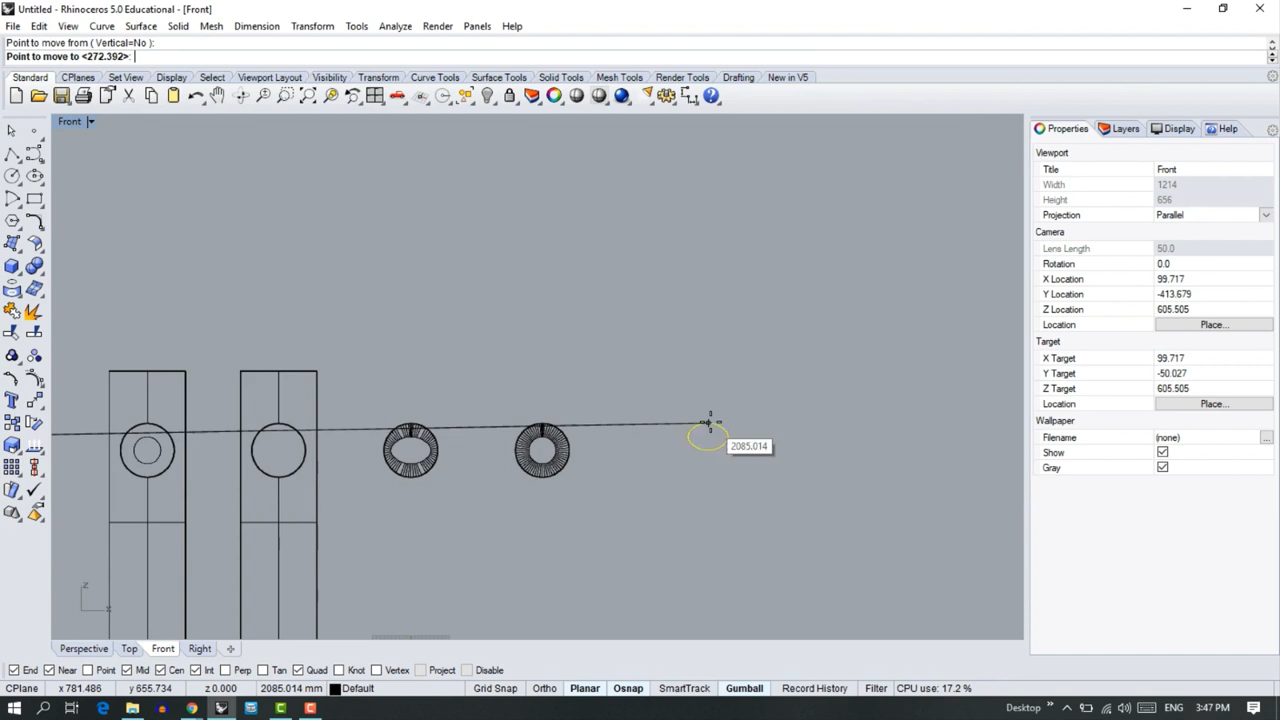 Untitled - Rhinoceros 5.0 Educational - [Front]
File Edit View Curve Surface Solid Mesh Dimension Transform Tools Analyze Render Panels Help
Point to move from ( Vertical=No ):
Point to move to <272.392>:
Standard CPlanes Set View Display Select Viewport Layout Visibility Transform Curve Tools Surface Tools Solid Tools Mesh Tools Render Tools Drafting New in V5
Front
Properties Layers Display Help
Viewport
Title Front
Width 1214
Height 656
Projection Parallel
Camera
Lens Length 50.0
Rotation 0.0
X Location 99.717
Y Location -413.679
Z Location 605.505
Location Place...
Target
X Target 99.717
Y Target -50.027
Z Target 605.505
Location Place...
Wallpaper
Filename (none) ...
Show
Gray
2085.014
z
x
Perspective Top Front Right
End Near Point Mid Cen Int Perp Tan Quad Knot Vertex Project Disable
CPlane x 781.486 y 655.734 z 0.000 2085.014 mm Default Grid Snap Ortho Planar Osnap SmartTrack Gumball Record History Filter CPU use: 17.2 %
Desktop ENG 3:47 PM